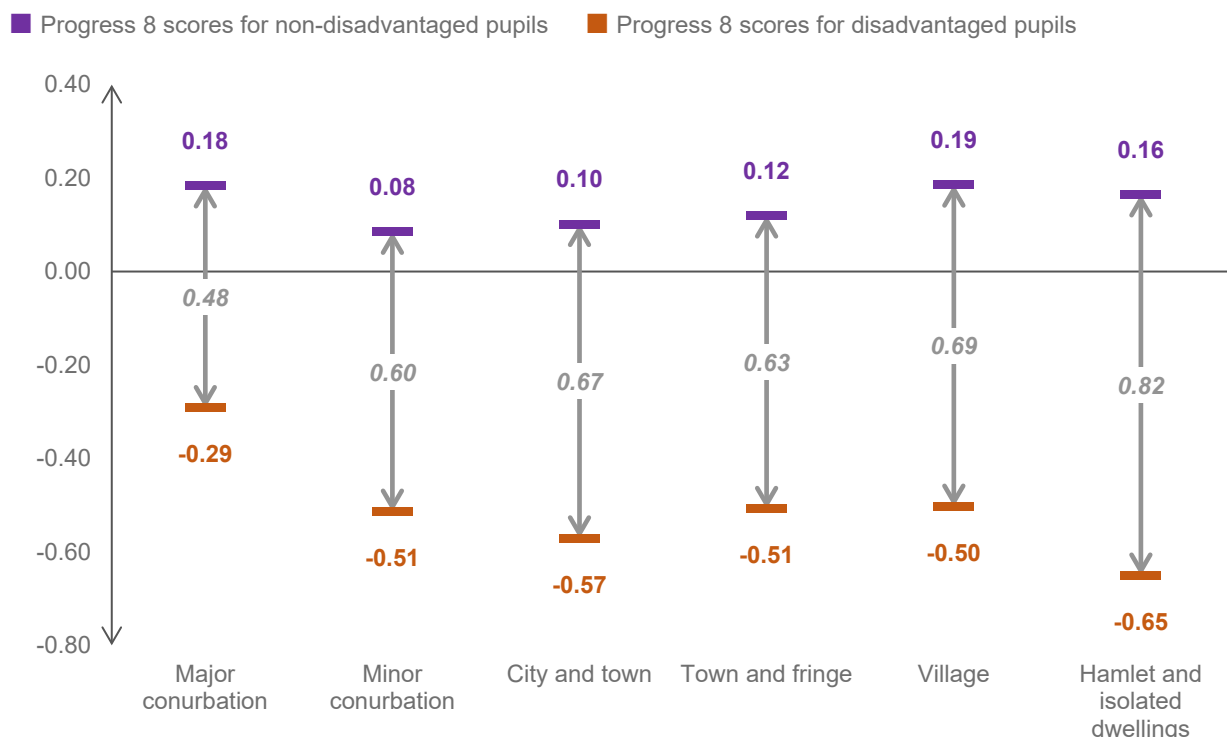 Progress 8 scores for non-disadvantaged pupils Progress 8 scores for disadvantaged pupils
0.40
0.20
0.00
-0.20
-0.40
-0.60
-0.80
0.18
0.48
-0.29
0.08
0.60
-0.51
0.10
0.67
-0.57
0.12
0.63
-0.51
0.19
0.69
-0.50
0.16
0.82
-0.65
Major
conurbation
Minor
conurbation
City and town
Town and fringe
Village
Hamlet and
isolated
dwellings